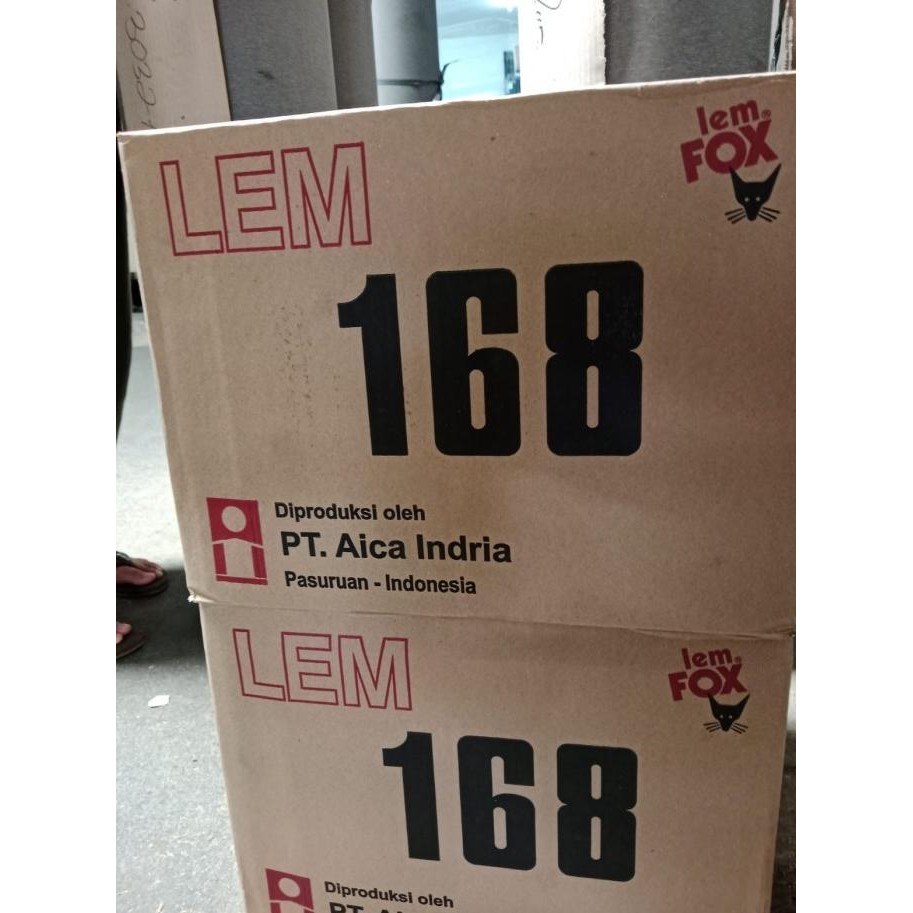 LEM
lem®
FOX
168
Diproduksi oleh
PT. Aica Indria
Pasuruan - Indonesia
LEM
lem®
FOX
168
Diproduksi oleh